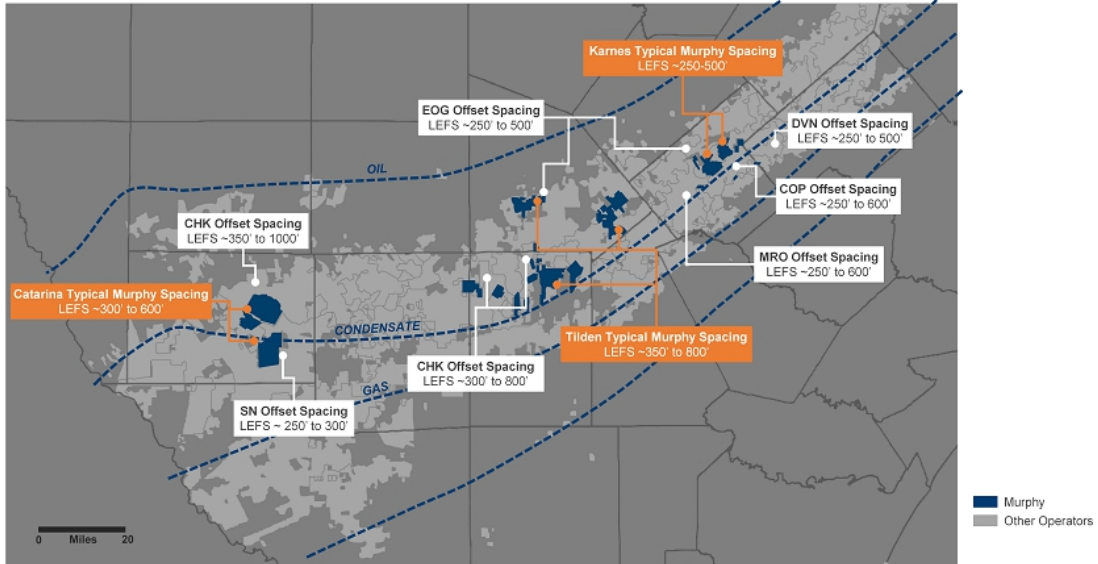 Karnes Typical Murphy Spacing
LEFS ~250-500'
EOG Offset Spacing
LEFS ~250' to 500'
DVN Offset Spacing
LEFS ~250' to 500'
OIL
COP Offset Spacing
LEFS ~250' to 600'
CHK Offset Spacing
LEFS ~350' to 1000'
MRO Offset Spacing
LEFS ~250' to 600'
Catarina Typical Murphy Spacing
LEFS ~300' to 600'
CONDENSATE
Tilden Typical Murphy Spacing
LEFS ~350' to 800'
CHK Offset Spacing
LEFS ~300' to 800'
GAS
SN Offset Spacing
LEFS ~ 250' to 300'
Murphy
Other Operators
0 Miles 20